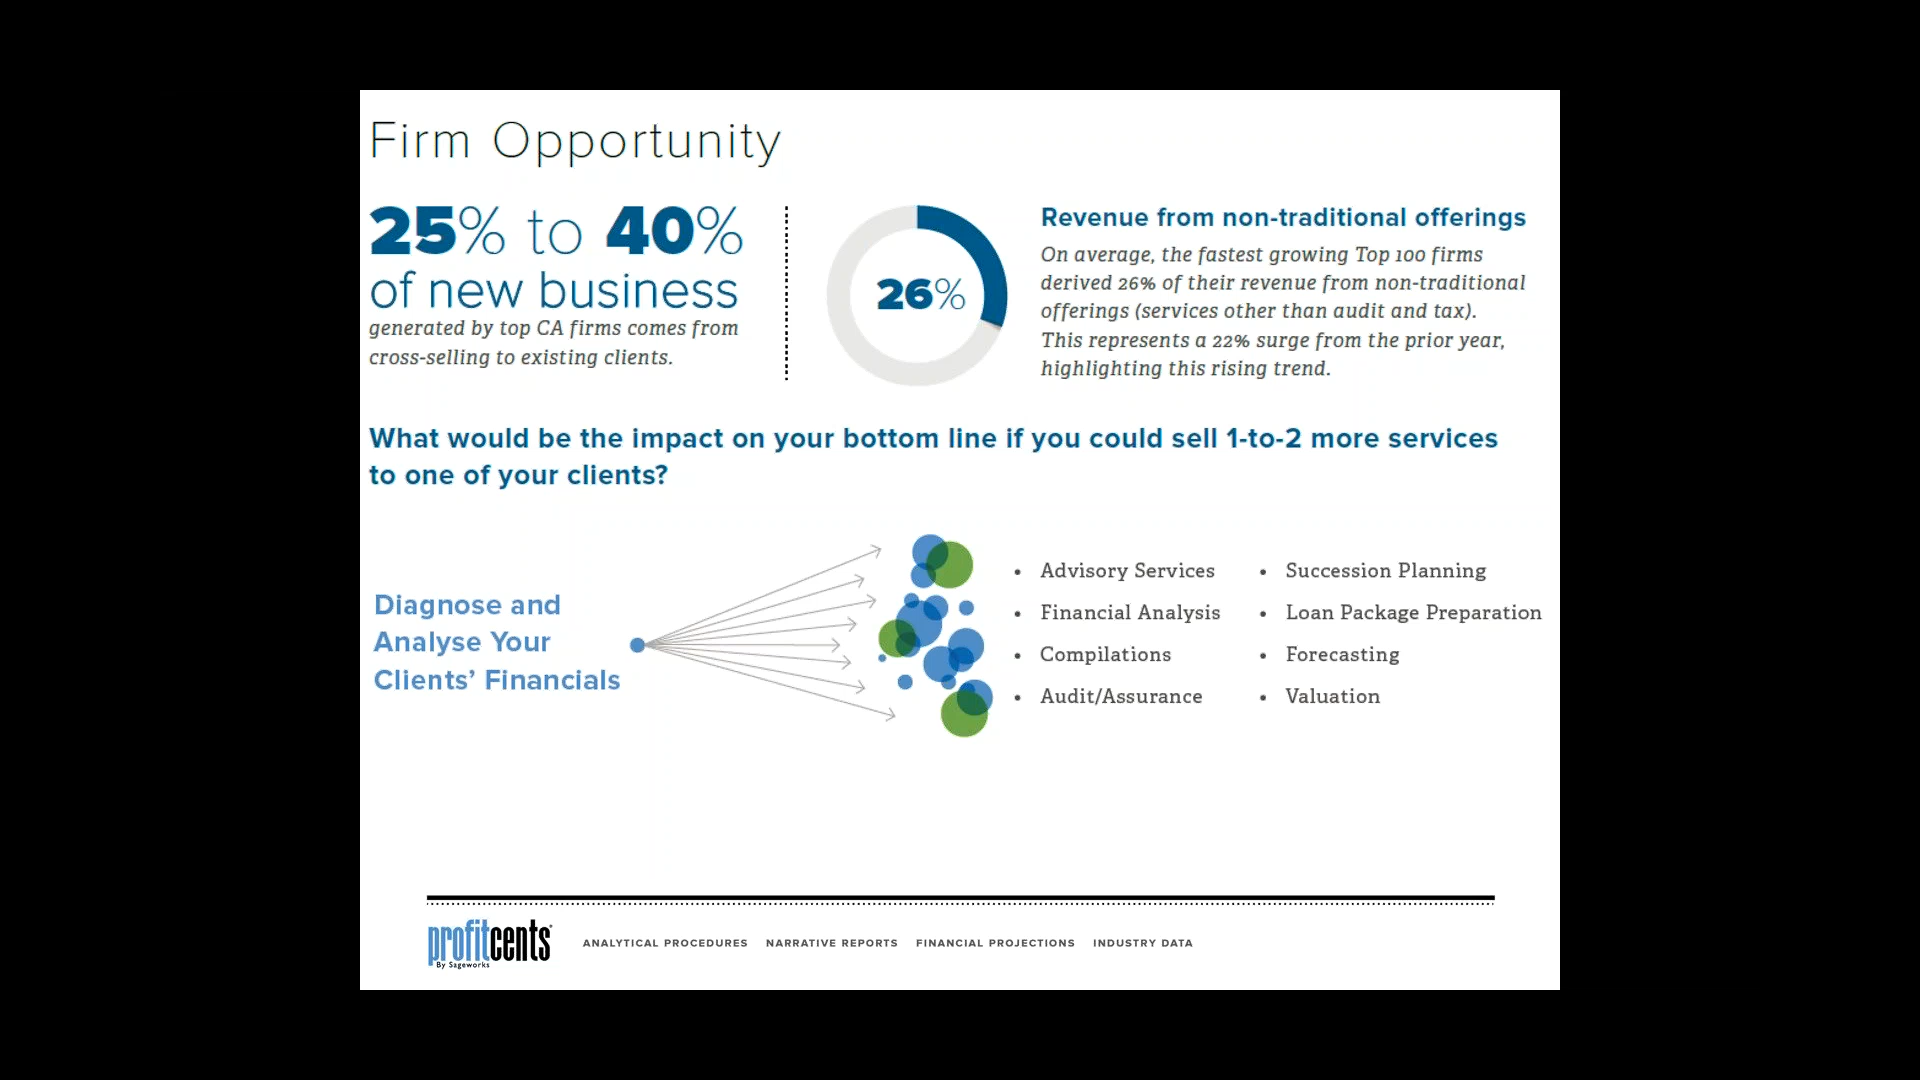 Firm Opportunity
25% to 40%
of new business
generated by top CA firms comes from
cross-selling to existing clients.
26%
Revenue from non-traditional offerings
On average, the fastest growing Top 100 firms
derived 26% of their revenue from non-traditional
offerings (services other than audit and tax).
This represents a 22% surge from the prior year,
highlighting this rising trend.
What would be the impact on your bottom line if you could sell 1-to-2 more services
to one of your clients?
Diagnose and
Analyse Your
Clients’ Financials
• Advisory Services
• Financial Analysis
• Compilations
• Audit/Assurance
• Succession Planning
• Loan Package Preparation
• Forecasting
• Valuation
profitcents
By Sageworks
ANALYTICAL PROCEDURES NARRATIVE REPORTS FINANCIAL PROJECTIONS INDUSTRY DATA